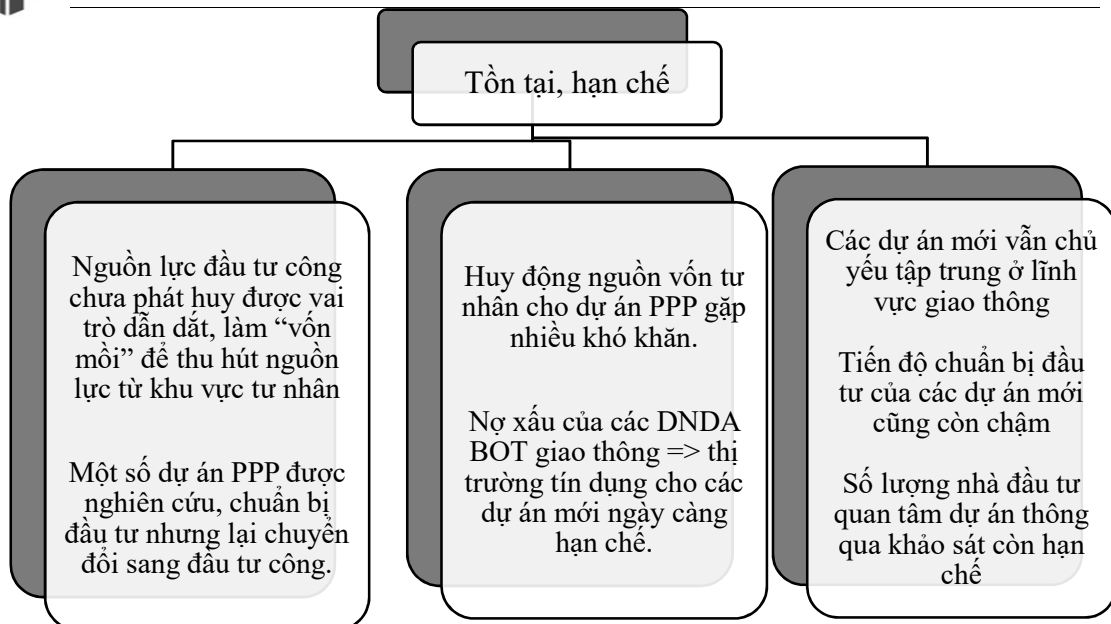 Tồn tại, hạn chế
Nguồn lực đầu tư công
chưa phát huy được vai
trò dẫn dắt, làm “vốn
mồi” để thu hút nguồn
lực từ khu vực tư nhân
Một số dự án PPP được
nghiên cứu, chuẩn bị
đầu tư nhưng lại chuyển
đổi sang đầu tư công.
Huy động nguồn vốn tư
nhân cho dự án PPP gặp
nhiều khó khăn.
Nợ xấu của các DNDA
BOT giao thông => thị
trường tín dụng cho các
dự án mới ngày càng
hạn chế.
Các dự án mới vẫn chủ
yếu tập trung ở lĩnh
vực giao thông
Tiến độ chuẩn bị đầu
tư của các dự án mới
cũng còn chậm
Số lượng nhà đầu tư
quan tâm dự án thông
qua khảo sát còn hạn
chế